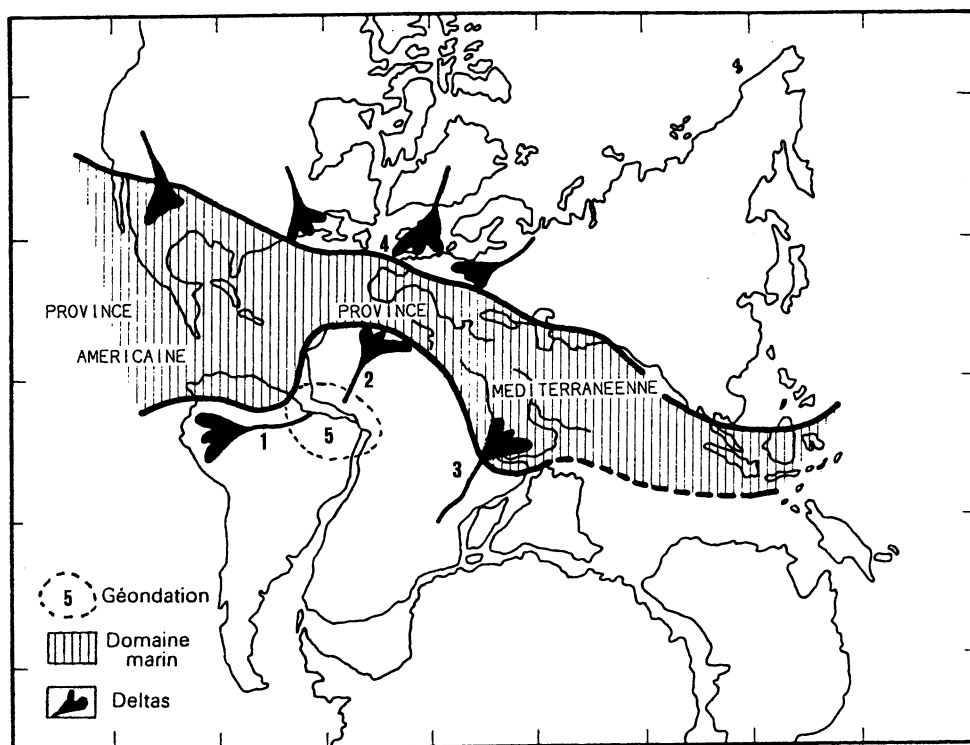 4
PROVINCE
PROVINCE
AMERICAINE
MEDITERRANEENNE
2
1
5
3
5 Géondation
Domaine
marin
Deltas